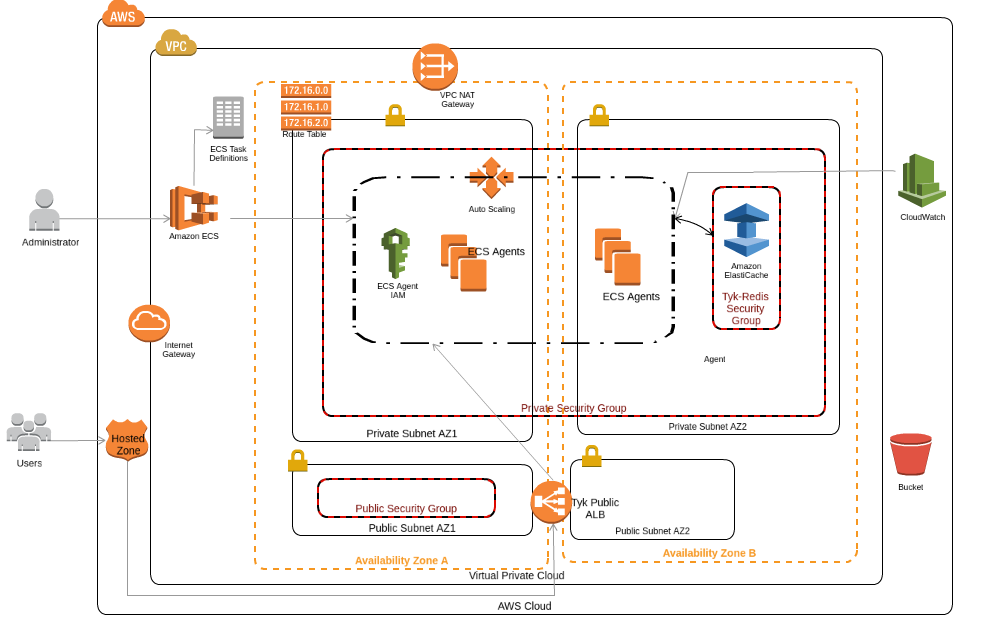 AWS
VPC
VPC NAT
Gateway
172.16.0.0
172.16.1.0
172.16.2.0
Route Table
ECS Task
Definitions
Auto Scaling
CloudWatch
Administrator
Amazon ECS
ECS Agents
ECS Agent
IAM
ECS Agents
Amazon
ElastiCache
Tyk-Redis
Security
Group
Internet
Gateway
Agent
Private Security Group
Private Subnet AZ1
Private Subnet AZ2
Hosted
Zone
Users
Bucket
Public Security Group
Public Subnet AZ1
Tyk Public
ALB
Public Subnet AZ2
Availability Zone A
Availability Zone B
Virtual Private Cloud
AWS Cloud